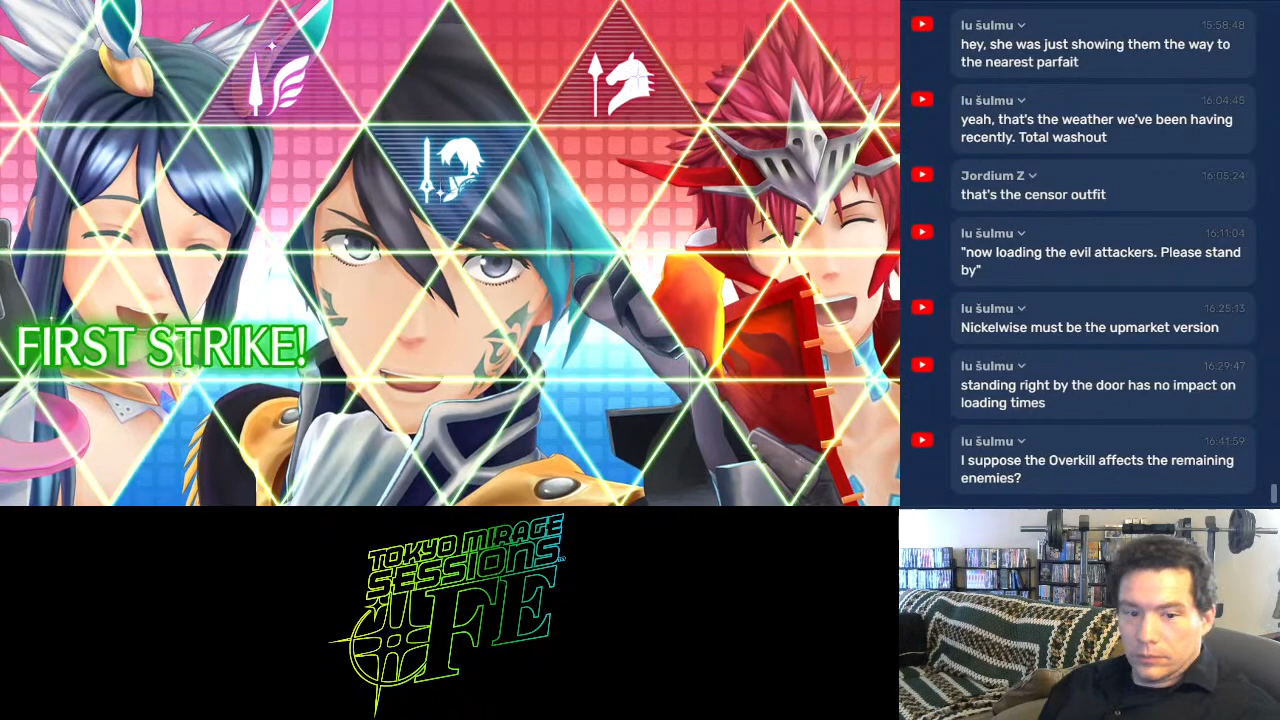 FIRST STRIKE!
TOKYO MIRAGE
SESSIONS
#FE
lu šulmu 15:58:48
hey, she was just showing them the way to
the nearest parfait
lu šulmu 16:04:45
yeah, that's the weather we've been having
recently. Total washout
Jordium Z 16:05:24
that's the censor outfit
lu šulmu 16:11:04
"now loading the evil attackers. Please stand
by"
lu šulmu 16:25:13
Nickelwise must be the upmarket version
lu šulmu 16:29:47
standing right by the door has no impact on
loading times
lu šulmu 16:41:59
I suppose the Overkill affects the remaining
enemies?